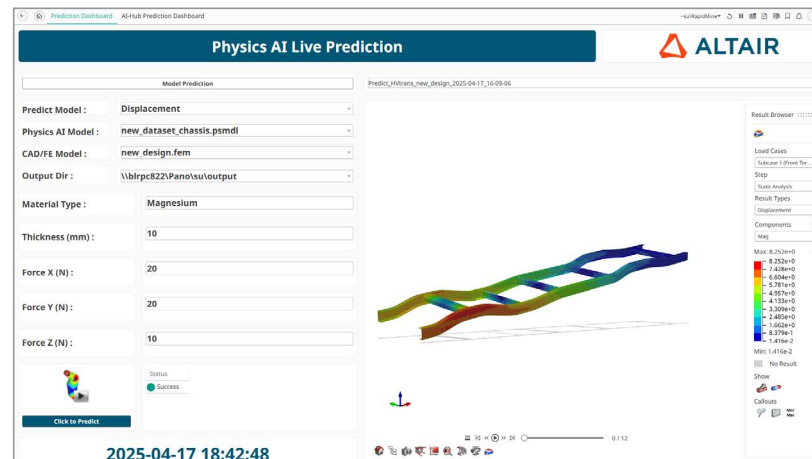 Prediction Dashboard AI-Hub Prediction Dashboard
~su\RapidMiner
Physics AI Live Prediction
ALTAIR
Model Prediction
Predict_HVtrans_new_design_2025-04-17_16-09-06
Predict Model : Displacement
Physics AI Model : new_dataset_chassis.psmdl
CAD/FE Model : new_design.fem
Output Dir : \\blrpc822\Pano\su\output
Material Type : Magnesium
Thickness (mm) : 10
Force X (N) : 20
Force Y (N) : 20
Force Z (N) : 10
Status
Success
Click to Predict
2025-04-17 18:42:48
0 / 12
Result Browser
Load Cases
Subcase 1 (Front Tor...
Step
Static Analysis
Result Types
Displacement
Components
Mag
Max: 8.252e+0
8.252e+0
7.428e+0
6.604e+0
5.781e+0
4.957e+0
4.133e+0
3.309e+0
2.485e+0
1.662e+0
8.379e-1
1.416e-2
Min: 1.416e-2
No Result
Show
Callouts